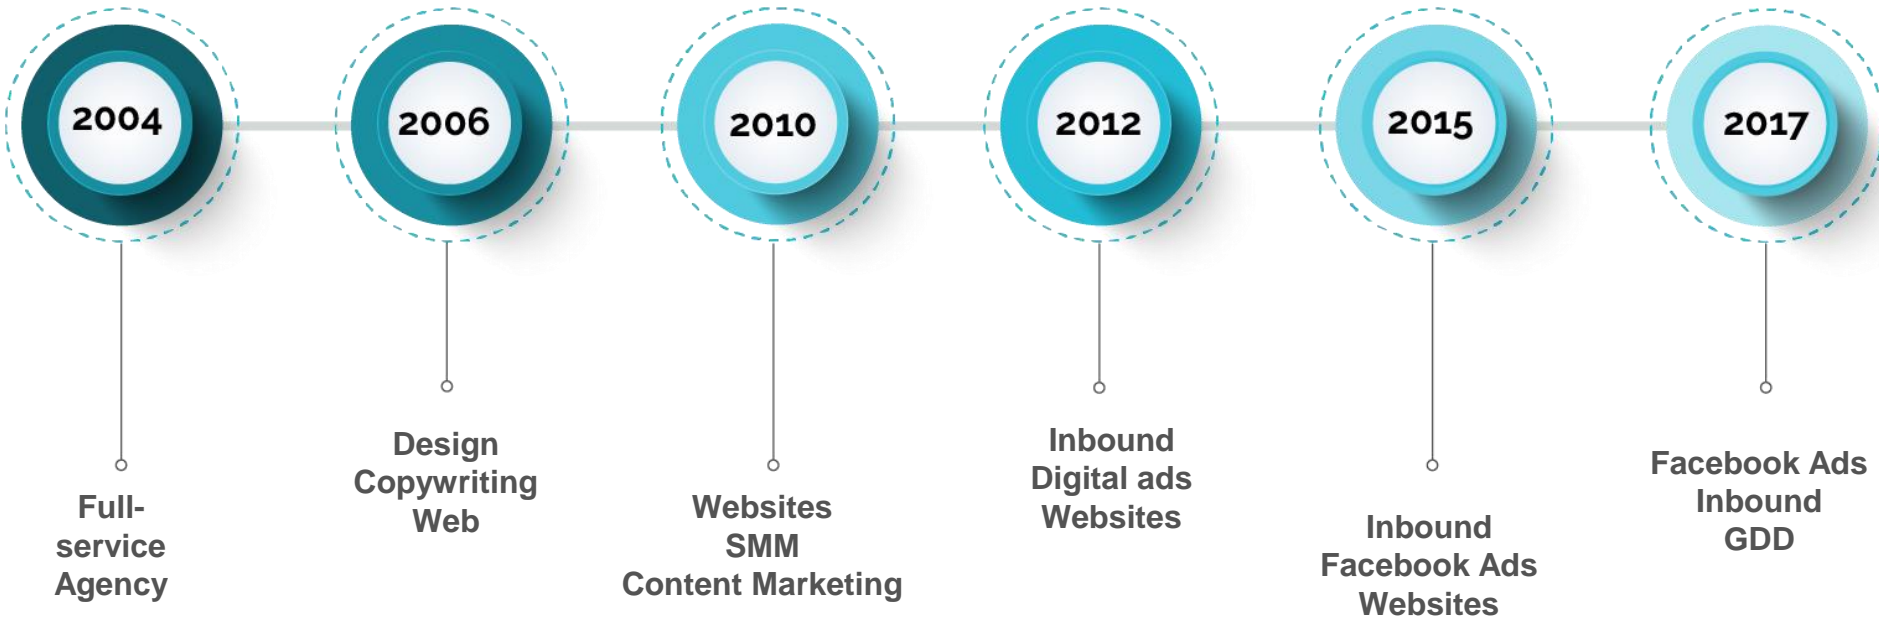 2004
2006
2010
2012
2015
2017
Full-
service
Agency
Design
Copywriting
Web
Websites
SMM
Content Marketing
Inbound
Digital ads
Websites
Inbound
Facebook Ads
Websites
Facebook Ads
Inbound
GDD